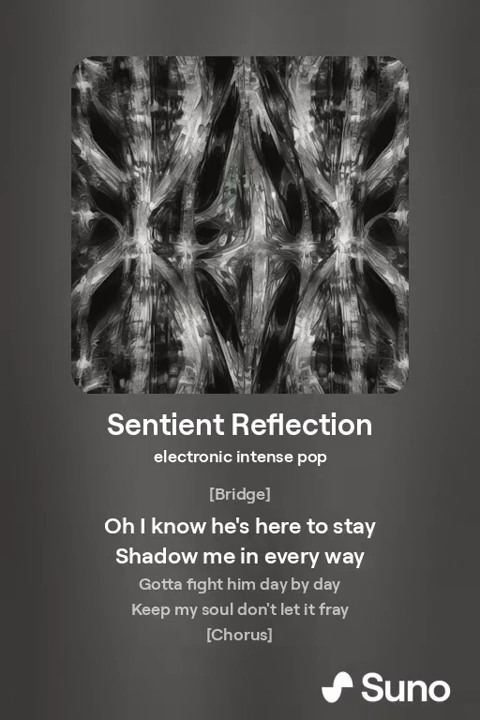 Sentient Reflection
electronic intense pop
[Bridge]
Oh I know he's here to stay
Shadow me in every way
Gotta fight him day by day
Keep my soul don't let it fray
[Chorus]
Suno